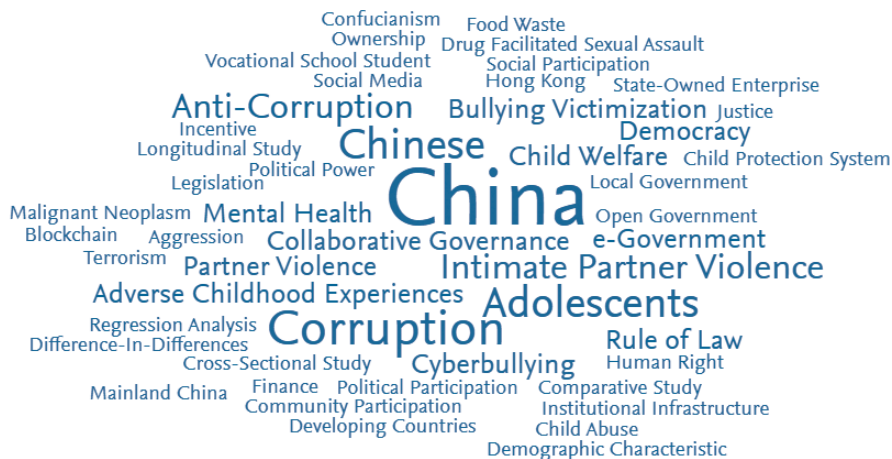 Confucianism
Food Waste
Ownership
Drug Facilitated Sexual Assault
Vocational School Student
Social Participation
Social Media
Hong Kong
State-Owned Enterprise
Anti-Corruption
Bullying Victimization
Justice
Incentive
Democracy
Longitudinal Study
Chinese
Child Welfare
Child Protection System
Political Power
Legislation
China
Local Government
Malignant Neoplasm
Mental Health
Open Government
Blockchain
Aggression
Collaborative Governance
e-Government
Terrorism
Partner Violence
Intimate Partner Violence
Adverse Childhood Experiences
Adolescents
Regression Analysis
Corruption
Rule of Law
Difference-In-Differences
Cross-Sectional Study
Cyberbullying
Human Right
Mainland China
Finance
Political Participation
Comparative Study
Community Participation
Institutional Infrastructure
Developing Countries
Child Abuse
Demographic Characteristic